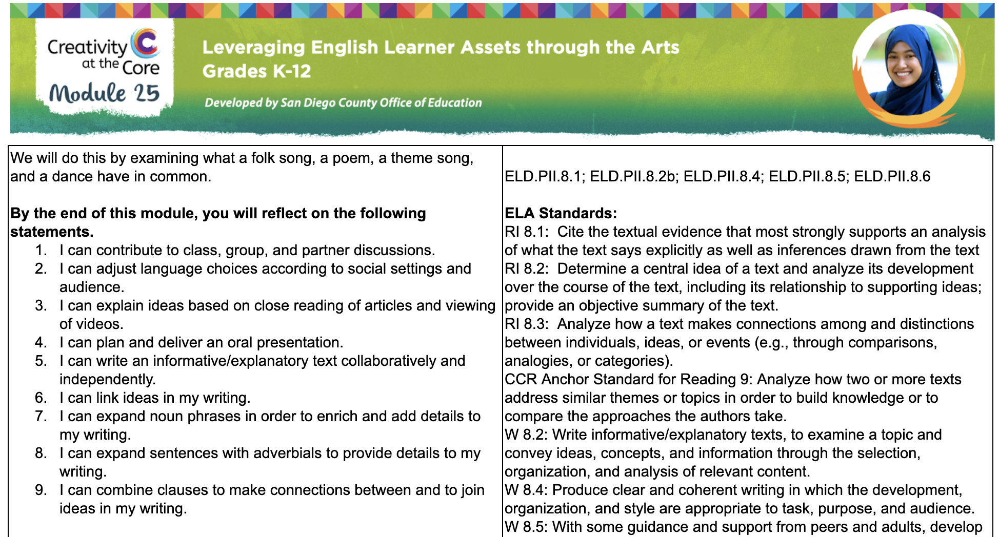 Creativity
at the Core
Module 25
Leveraging English Learner Assets through the Arts
Grades K-12
Developed by San Diego County Office of Education
We will do this by examining what a folk song, a poem, a theme song,
and a dance have in common.
By the end of this module, you will reflect on the following
statements.
1. I can contribute to class, group, and partner discussions.
2. I can adjust language choices according to social settings and
audience.
3. I can explain ideas based on close reading of articles and viewing
of videos.
4. I can plan and deliver an oral presentation.
5. I can write an informative/explanatory text collaboratively and
independently.
6. I can link ideas in my writing.
7. I can expand noun phrases in order to enrich and add details to
my writing.
8. I can expand sentences with adverbials to provide details to my
writing.
9. I can combine clauses to make connections between and to join
ideas in my writing.
ELD.PII.8.1; ELD.PII.8.2b; ELD.PII.8.4; ELD.PII.8.5; ELD.PII.8.6
ELA Standards:
RI 8.1:  Cite the textual evidence that most strongly supports an analysis
of what the text says explicitly as well as inferences drawn from the text
RI 8.2:  Determine a central idea of a text and analyze its development
over the course of the text, including its relationship to supporting ideas;
provide an objective summary of the text.
RI 8.3:  Analyze how a text makes connections among and distinctions
between individuals, ideas, or events (e.g., through comparisons,
analogies, or categories).
CCR Anchor Standard for Reading 9: Analyze how two or more texts
address similar themes or topics in order to build knowledge or to
compare the approaches the authors take.
W 8.2: Write informative/explanatory texts, to examine a topic and
convey ideas, concepts, and information through the selection,
organization, and analysis of relevant content.
W 8.4: Produce clear and coherent writing in which the development,
organization, and style are appropriate to task, purpose, and audience.
W 8.5: With some guidance and support from peers and adults, develop